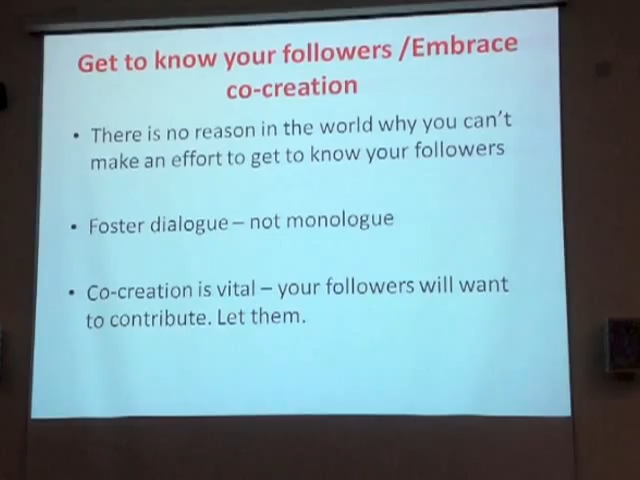 Get to know your followers /Embrace
co-creation
• There is no reason in the world why you can't
make an effort to get to know your followers
• Foster dialogue – not monologue
• Co-creation is vital – your followers will want
to contribute. Let them.